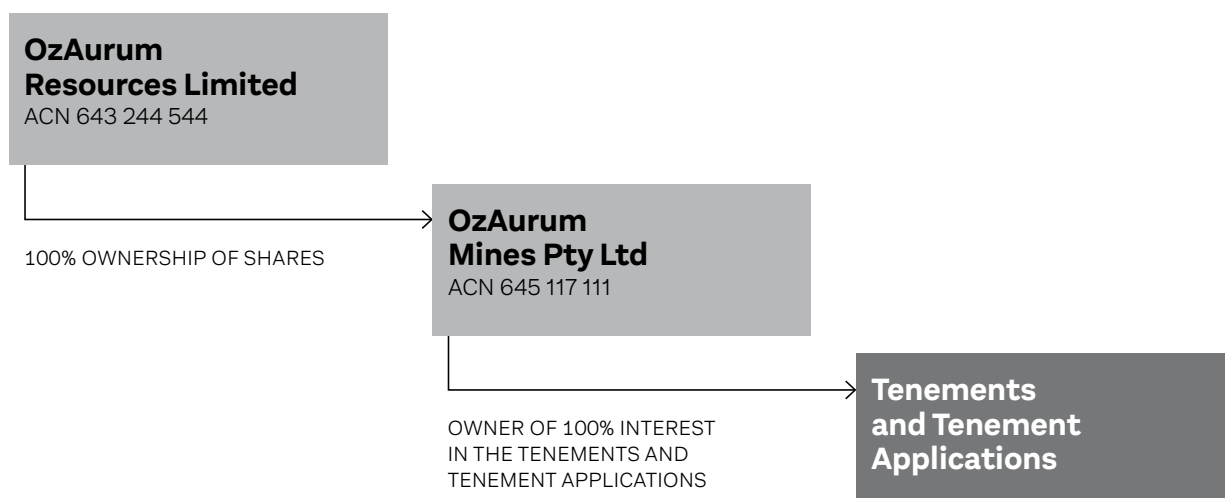 OzAurum
Resources Limited
ACN 643 244 544
100% OWNERSHIP OF SHARES
OzAurum
Mines Pty Ltd
ACN 645 117 111
OWNER OF 100% INTEREST
IN THE TENEMENTS AND
TENEMENT APPLICATIONS
Tenements
and Tenement
Applications